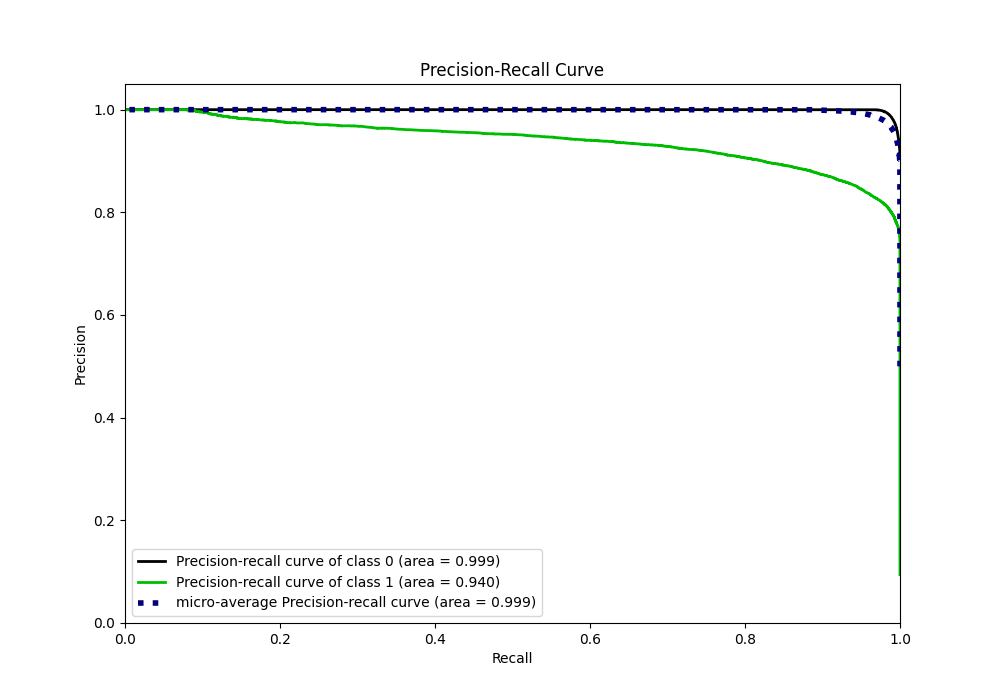 Precision-Recall Curve
1.0
0.8
0.6
0.4
0.2
0.0
Precision
Precision-recall curve of class 0 (area = 0.999)
Precision-recall curve of class 1 (area = 0.940)
micro-average Precision-recall curve (area = 0.999)
0.0 0.2 0.4 0.6 0.8 1.0
Recall